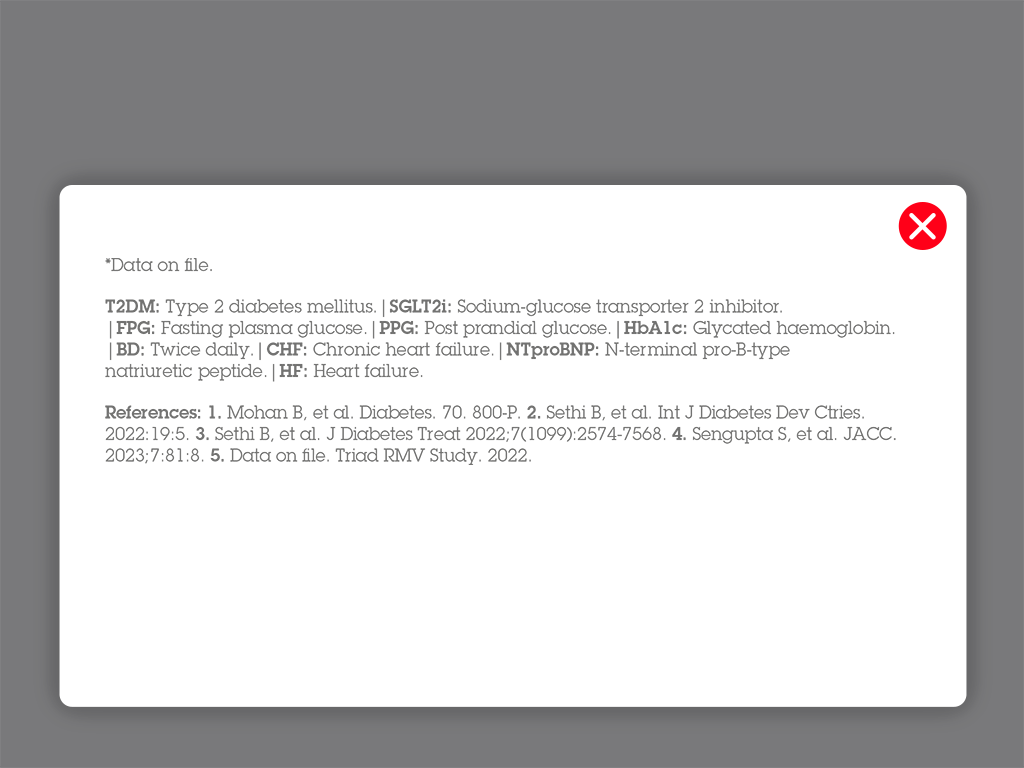 *Data on file.
T2DM: Type 2 diabetes mellitus. | SGLT2i: Sodium-glucose transporter 2 inhibitor.
| FPG: Fasting plasma glucose. | PPG: Post prandial glucose. | HbA1c: Glycated haemoglobin.
| BD: Twice daily. | CHF: Chronic heart failure. | NTproBNP: N-terminal pro-B-type
natriuretic peptide. | HF: Heart failure.
References: 1. Mohan B, et al. Diabetes. 70. 800-P. 2. Sethi B, et al. Int J Diabetes Dev Ctries.
2022:19:5. 3. Sethi B, et al. J Diabetes Treat 2022;7(1099):2574-7568. 4. Sengupta S, et al. JACC.
2023;7:81:8. 5. Data on file. Triad RMV Study. 2022.